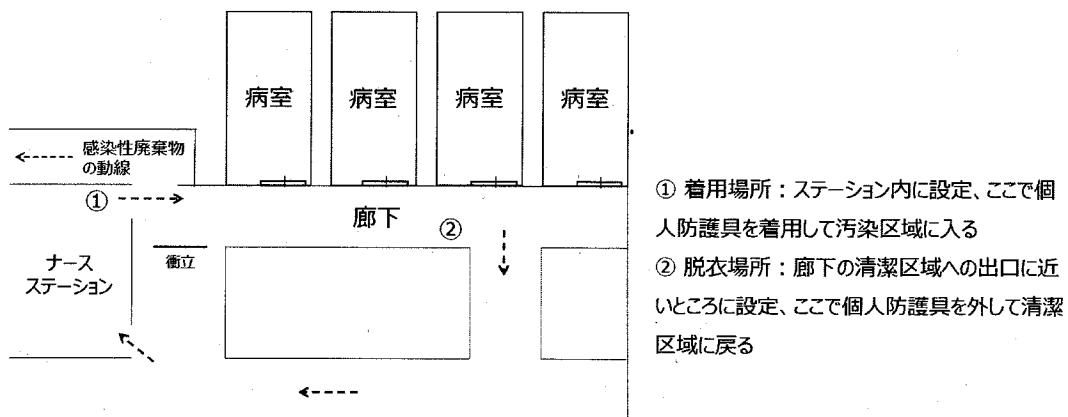 病室
病室
病室
病室
感染性廃棄物
の動線
①
廊下
②
衝立
ナース
ステーション
① 着用場所：ステーション内に設定、ここで個
人防護具を着用して汚染区域に入る
② 脱衣場所：廊下の清潔区域への出口に近
いところに設定、ここで個人防護具を外して清潔
区域に戻る